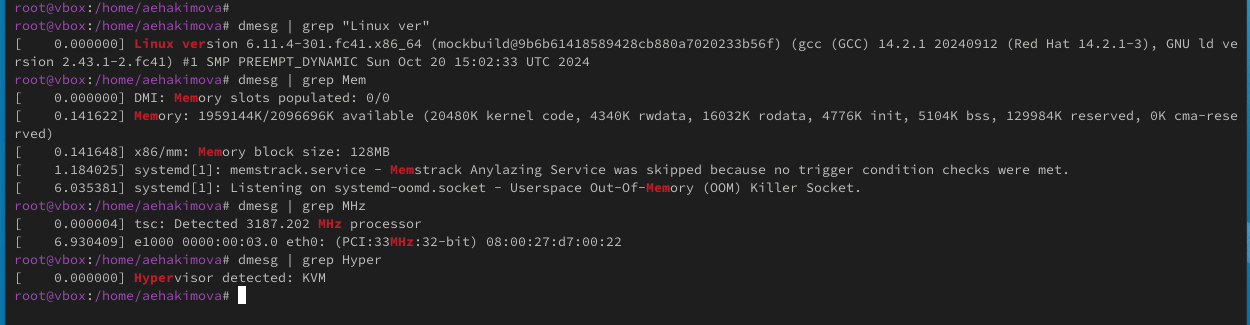 root@vbox:/home/aehakimova#
root@vbox:/home/aehakimova# dmesg | grep "Linux ver"
[    0.000000] Linux version 6.11.4-301.fc41.x86_64 (mockbuild@9b6b61418589428cb880a7020233b56f) (gcc (GCC) 14.2.1 20240912 (Red Hat 14.2.1-3), GNU ld ve
rsion 2.43.1-2.fc41) #1 SMP PREEMPT_DYNAMIC Sun Oct 20 15:02:33 UTC 2024
root@vbox:/home/aehakimova# dmesg | grep Mem
[    0.000000] DMI: Memory slots populated: 0/0
[    0.141622] Memory: 1959144K/2096696K available (20480K kernel code, 4340K rwdata, 16032K rodata, 4776K init, 5104K bss, 129984K reserved, 0K cma-rese
rved)
[    0.141648] x86/mm: Memory block size: 128MB
[    1.184025] systemd[1]: memstrack.service - Memstrack Anylazing Service was skipped because no trigger condition checks were met.
[    6.035381] systemd[1]: Listening on systemd-oomd.socket - Userspace Out-Of-Memory (OOM) Killer Socket.
root@vbox:/home/aehakimova# dmesg | grep MHz
[    0.000004] tsc: Detected 3187.202 MHz processor
[    6.930409] e1000 0000:00:03.0 eth0: (PCI:33MHz:32-bit) 08:00:27:d7:00:22
root@vbox:/home/aehakimova# dmesg | grep Hyper
[    0.000000] Hypervisor detected: KVM
root@vbox:/home/aehakimova#